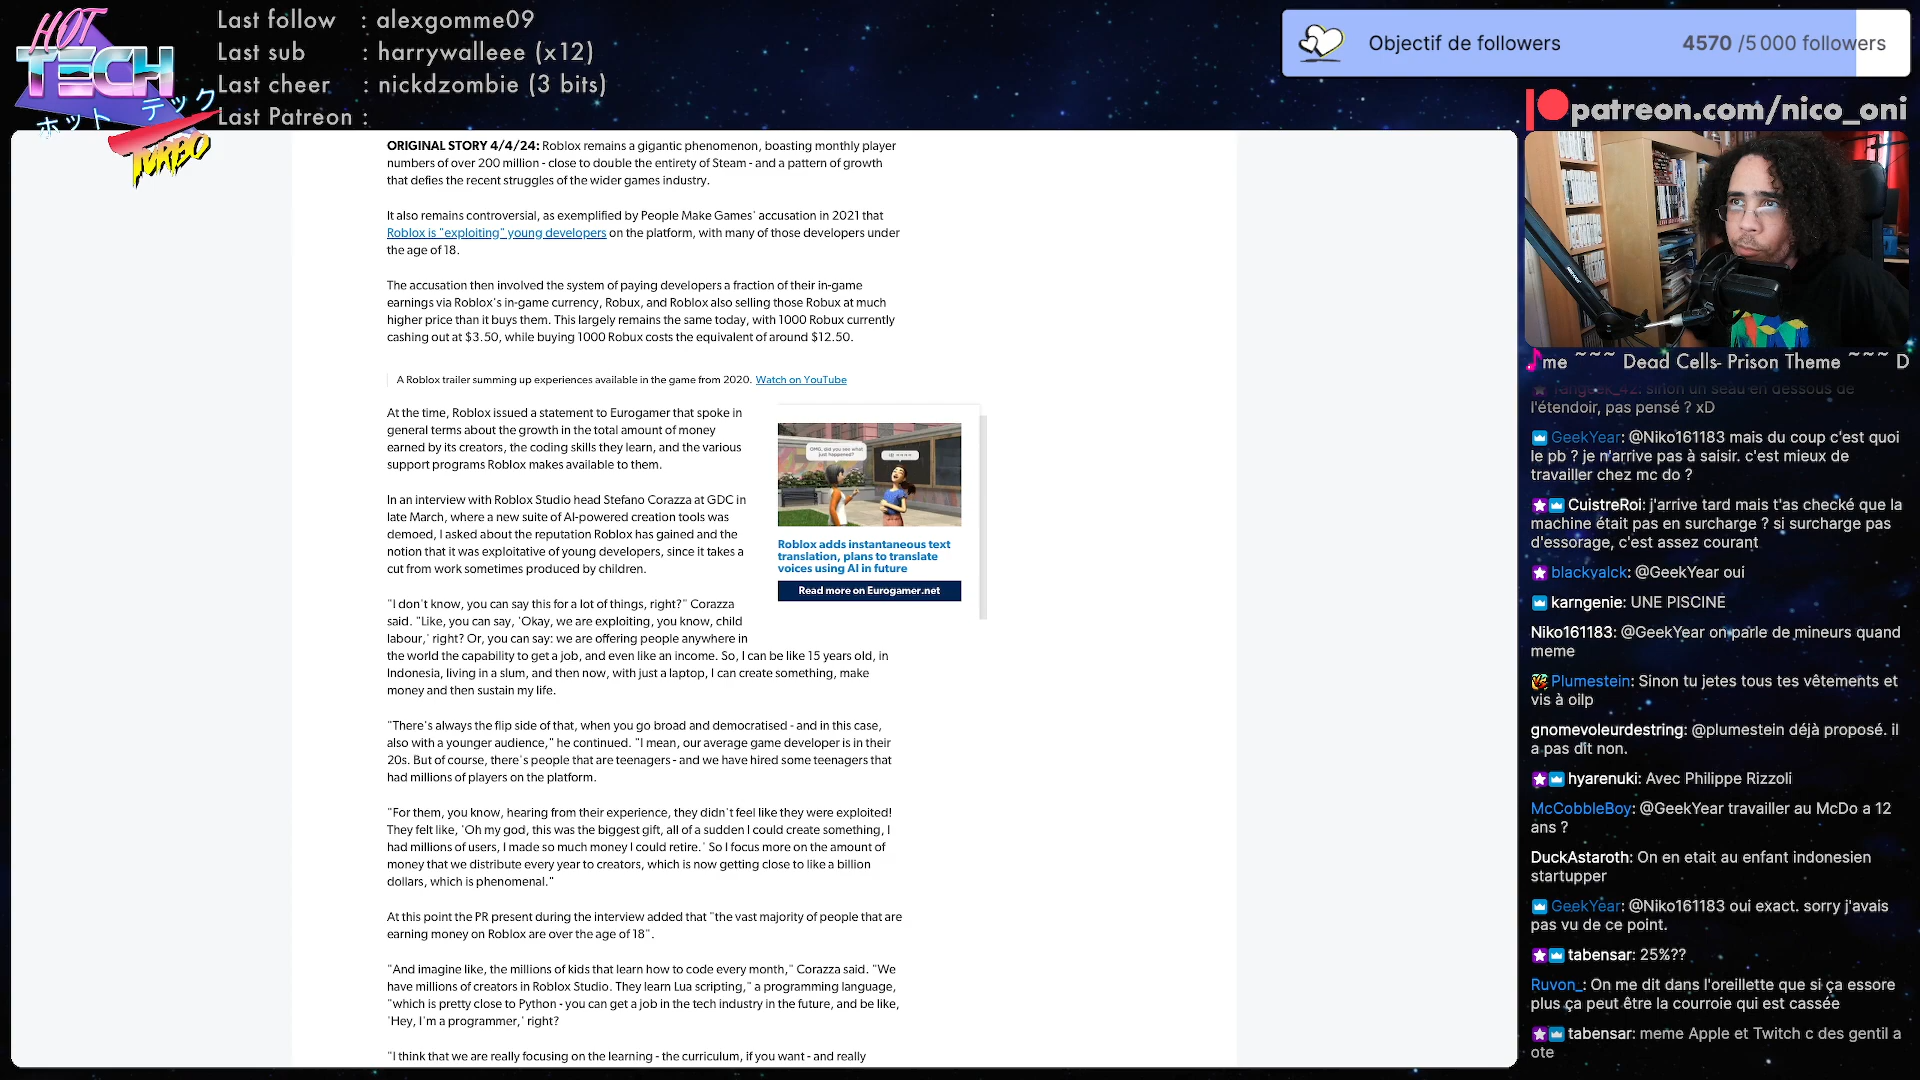 HOT
TECH
ホット テック
TURBO
Last follow : alexgomme09
Last sub : harrywalleee (x12)
Last cheer : nickdzombie (3 bits)
Last Patreon :
Objectif de followers 4570 /5 000 followers
patreon.com/nico_oni
ORIGINAL STORY 4/4/24: Roblox remains a gigantic phenomenon, boasting monthly player
numbers of over 200 million - close to double the entirety of Steam - and a pattern of growth
that defies the recent struggles of the wider games industry.
It also remains controversial, as exemplified by People Make Games' accusation in 2021 that
Roblox is "exploiting" young developers on the platform, with many of those developers under
the age of 18.
The accusation then involved the system of paying developers a fraction of their in-game
earnings via Roblox's in-game currency, Robux, and Roblox also selling those Robux at much
higher price than it buys them. This largely remains the same today, with 1000 Robux currently
cashing out at $3.50, while buying 1000 Robux costs the equivalent of around $12.50.
A Roblox trailer summing up experiences available in the game from 2020. Watch on YouTube
At the time, Roblox issued a statement to Eurogamer that spoke in
general terms about the growth in the total amount of money
earned by its creators, the coding skills they learn, and the various
support programs Roblox makes available to them.
In an interview with Roblox Studio head Stefano Corazza at GDC in
late March, where a new suite of AI-powered creation tools was
demoed, I asked about the reputation Roblox has gained and the
notion that it was exploitative of young developers, since it takes a
cut from work sometimes produced by children.
"I don't know, you can say this for a lot of things, right?" Corazza
said. "Like, you can say, 'Okay, we are exploiting, you know, child
labour,' right? Or, you can say: we are offering people anywhere in
the world the capability to get a job, and even like an income. So, I can be like 15 years old, in
Indonesia, living in a slum, and then now, with just a laptop, I can create something, make
money and then sustain my life.
"There's always the flip side of that, when you go broad and democratised - and in this case,
also with a younger audience," he continued. "I mean, our average game developer is in their
20s. But of course, there's people that are teenagers - and we have hired some teenagers that
had millions of players on the platform.
"For them, you know, hearing from their experience, they didn't feel like they were exploited!
They felt like, 'Oh my god, this was the biggest gift, all of a sudden I could create something, I
had millions of users, I made so much money I could retire.' So I focus more on the amount of
money that we distribute every year to creators, which is now getting close to like a billion
dollars, which is phenomenal."
At this point the PR present during the interview added that "the vast majority of people that are
earning money on Roblox are over the age of 18".
"And imagine like, the millions of kids that learn how to code every month," Corazza said. "We
have millions of creators in Roblox Studio. They learn Lua scripting," a programming language,
"which is pretty close to Python - you can get a job in the tech industry in the future, and be like,
'Hey, I'm a programmer,' right?
"I think that we are really focusing on the learning - the curriculum, if you want - and really
OMG, did you see what
just happened?
Roblox adds instantaneous text
translation, plans to translate
voices using AI in future
Read more on Eurogamer.net
me ~~~ Dead Cells- Prison Theme ~~~ D
Tangeek_42: sinon un seau en dessous de
l'étendoir, pas pensé ? xD
GeekYear: @Niko161183 mais du coup c'est quoi
le pb ? je n'arrive pas à saisir. c'est mieux de
travailler chez mc do ?
CuistreRoi: j'arrive tard mais t'as checké que la
machine était pas en surcharge ? si surcharge pas
d'essorage, c'est assez courant
blackyalck: @GeekYear oui
karngenie: UNE PISCINE
Niko161183: @GeekYear on parle de mineurs quand
meme
Plumestein: Sinon tu jetes tous tes vêtements et
vis à oilp
gnomevoleurdestring: @plumestein déjà proposé. il
a pas dit non.
hyarenuki: Avec Philippe Rizzoli
McCobbleBoy: @GeekYear travailler au McDo a 12
ans ?
DuckAstaroth: On en etait au enfant indonesien
startupper
GeekYear: @Niko161183 oui exact. sorry j'avais
pas vu de ce point.
tabensar: 25%??
Ruvon_: On me dit dans l'oreillette que si ça essore
plus ça peut être la courroie qui est cassée
tabensar: meme Apple et Twitch c des gentil a
cote